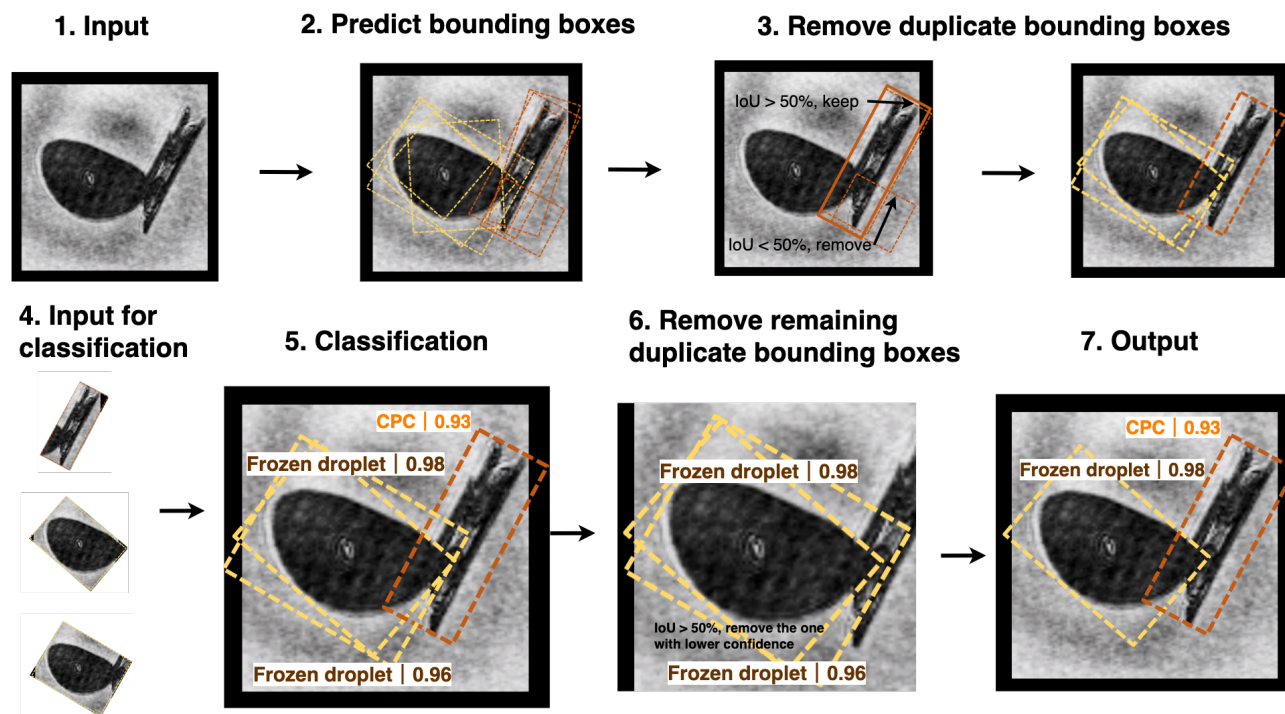 1. Input
2. Predict bounding boxes
3. Remove duplicate bounding boxes
IoU > 50%, keep
IoU < 50%, remove
4. Input for
classification
5. Classification
CPC | 0.93
Frozen droplet | 0.98
Frozen droplet | 0.96
6. Remove remaining
duplicate bounding boxes
Frozen droplet | 0.98
IoU > 50%, remove the one
with lower confidence
Frozen droplet | 0.96
7. Output
CPC | 0.93
Frozen droplet | 0.98